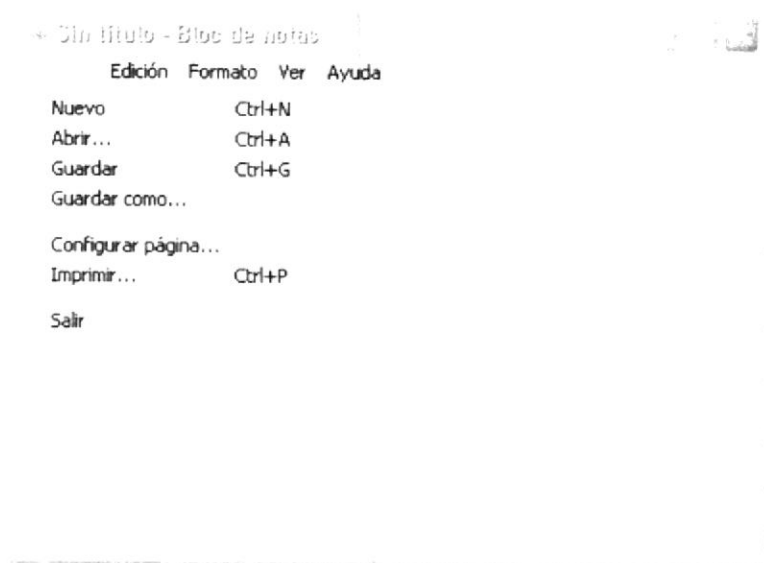 Sin título - Bloc de notas
Edición Formato Ver Ayuda
Nuevo Ctrl+N
Abrir... Ctrl+A
Guardar Ctrl+G
Guardar como...
Configurar página...
Imprimir... Ctrl+P
Salir